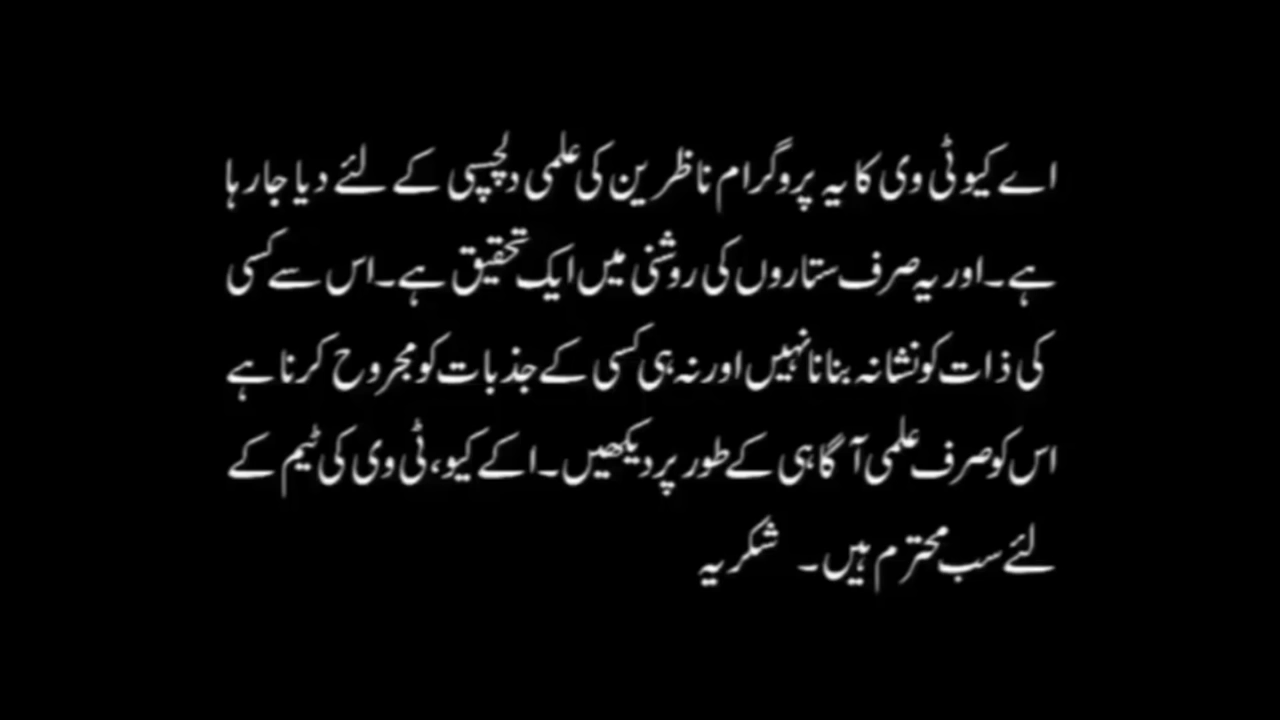 اے کیو ٹی وی کا یہ پروگرام ناظرین کی علمی دلچسپی کے لئے دیا جارہا
ہے۔اور یہ صرف ستاروں کی روشنی میں ایک تحقیق ہے۔اس سے کسی
کی ذات کو نشانہ بنانا نہیں اور نہ ہی کسی کے جذبات کو مجروح کرنا ہے
اس کو صرف علمی آگاہی کے طور پر دیکھیں۔اکے کیو،ٹی وی کی ٹیم کے
لئے سب محترم ہیں۔ شکریہ